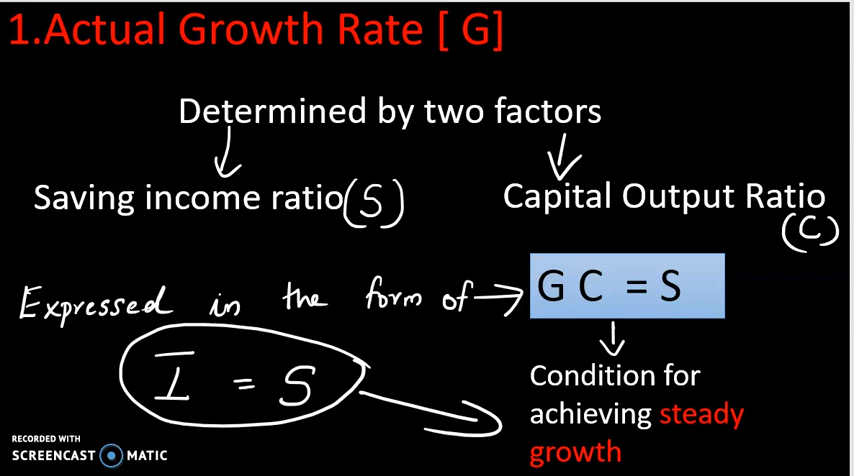 1.Actual Growth Rate [ G]
Determined by two factors
Saving income ratio (S)
Capital Output Ratio
(C)
Expressed in the form of
G C = S
I = S
Condition for
achieving steady
growth
RECORDED WITH
SCREENCAST MATIC